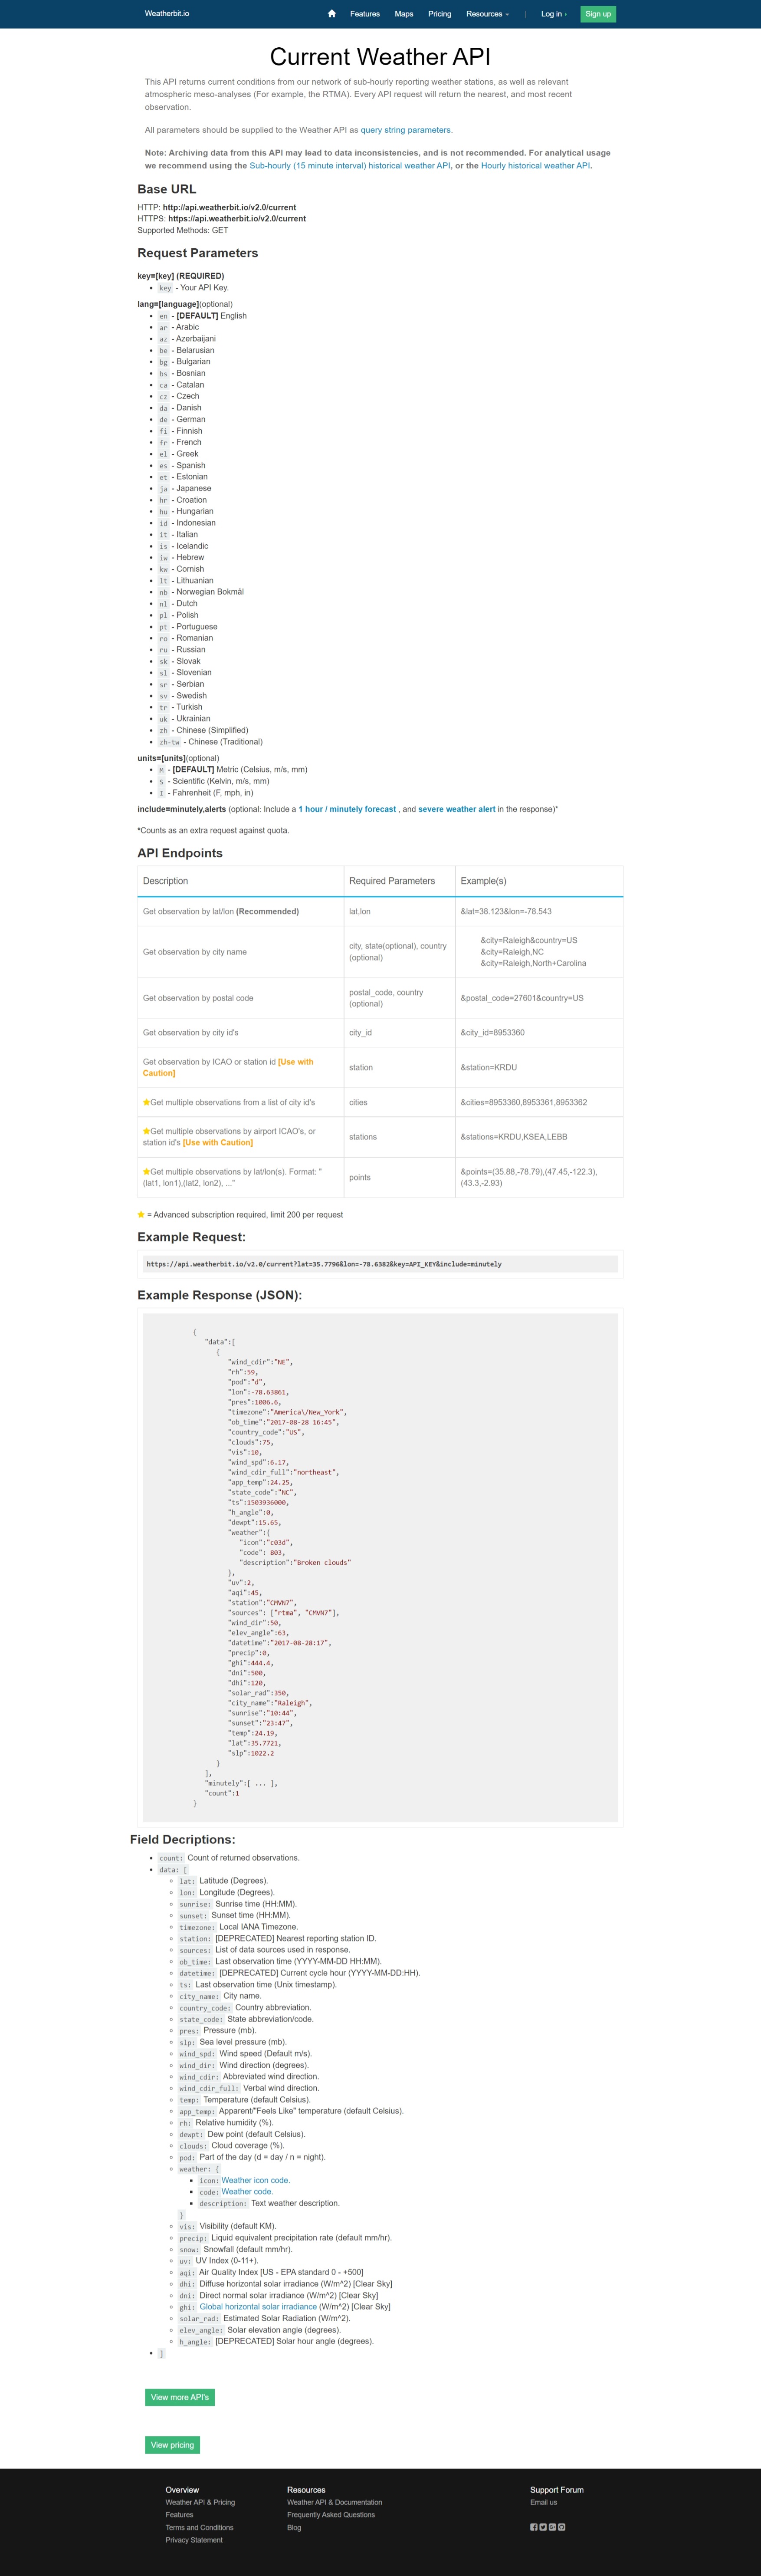 Weatherbit.io
Features
Maps
Pricing
Resources
Log in
Sign up
Current Weather API
This API returns current conditions from our network of sub-hourly reporting weather stations, as well as relevant
atmospheric meso-analyses (For example, the RTMA). Every API request will return the nearest, and most recent
observation.
All parameters should be supplied to the Weather API as query string parameters.
Note: Archiving data from this API may lead to data inconsistencies, and is not recommended. For analytical usage
we recommend using the Sub-hourly (15 minute interval) historical weather API, or the Hourly historical weather API.
Base URL
HTTP: http://api.weatherbit.io/v2.0/current
HTTPS: https://api.weatherbit.io/v2.0/current
Supported Methods: GET
Request Parameters
key=[key] (REQUIRED)
key - Your API Key.
lang=[language](optional)
en - [DEFAULT] English
ar - Arabic
az - Azerbaijani
be - Belarusian
bg - Bulgarian
bs - Bosnian
ca - Catalan
cz - Czech
da - Danish
de - German
fi - Finnish
fr - French
el - Greek
es - Spanish
et - Estonian
ja - Japanese
hr - Croation
hu - Hungarian
id - Indonesian
it - Italian
is - Icelandic
iw - Hebrew
kw - Cornish
lt - Lithuanian
nb - Norwegian Bokmål
nl - Dutch
pl - Polish
pt - Portuguese
ro - Romanian
ru - Russian
sk - Slovak
sl - Slovenian
sr - Serbian
sv - Swedish
tr - Turkish
uk - Ukrainian
zh - Chinese (Simplified)
zh-tw - Chinese (Traditional)
units=[units](optional)
M - [DEFAULT] Metric (Celsius, m/s, mm)
S - Scientific (Kelvin, m/s, mm)
I - Fahrenheit (F, mph, in)
include=minutely,alerts (optional: Include a 1 hour / minutely forecast , and severe weather alert in the response)*
*Counts as an extra request against quota.
API Endpoints
Description Required Parameters Example(s)
Get observation by lat/lon (Recommended) lat,lon &lat=38.123&lon=-78.543
Get observation by city name
city, state(optional), country
(optional)
&city=Raleigh&country=US
&city=Raleigh,NC
&city=Raleigh,North+Carolina
Get observation by postal code
postal_code, country
(optional)
&postal_code=27601&country=US
Get observation by city id's city_id &city_id=8953360
Get observation by ICAO or station id [Use with
Caution]
station
&station=KRDU
⭐Get multiple observations from a list of city id's cities &cities=8953360,8953361,8953362
⭐Get multiple observations by airport ICAO's, or
station id's [Use with Caution]
stations
&stations=KRDU,KSEA,LEBB
⭐Get multiple observations by lat/lon(s). Format: "
(lat1, lon1),(lat2, lon2), ..."
points
&points=(35.88,-78.79),(47.45,-122.3),
(43.3,-2.93)
⭐ = Advanced subscription required, limit 200 per request
Example Request:
https://api.weatherbit.io/v2.0/current?lat=35.7796&lon=-78.6382&key=API_KEY&include=minutely
Example Response (JSON):
{
"data":[
{
"wind_cdir":"NE",
"rh":59,
"pod":"d",
"lon":-78.63861,
"pres":1006.6,
"timezone":"America\/New_York",
"ob_time":"2017-08-28 16:45",
"country_code":"US",
"clouds":75,
"vis":10,
"wind_spd":6.17,
"wind_cdir_full":"northeast",
"app_temp":24.25,
"state_code":"NC",
"ts":1503936000,
"h_angle":0,
"dewpt":15.65,
"weather":{
"icon":"c03d",
"code": 803,
"description":"Broken clouds"
},
"uv":2,
"aqi":45,
"station":"CMVN7",
"sources": ["rtma", "CMVN7"],
"wind_dir":50,
"elev_angle":63,
"datetime":"2017-08-28:17",
"precip":0,
"ghi":444.4,
"dni":500,
"dhi":120,
"solar_rad":350,
"city_name":"Raleigh",
"sunrise":"10:44",
"sunset":"23:47",
"temp":24.19,
"lat":35.7721,
"slp":1022.2
}
],
"minutely":[ ... ],
"count":1
}
Field Decriptions:
count: Count of returned observations.
data: [
lat: Latitude (Degrees).
lon: Longitude (Degrees).
sunrise: Sunrise time (HH:MM).
sunset: Sunset time (HH:MM).
timezone: Local IANA Timezone.
station: [DEPRECATED] Nearest reporting station ID.
sources: List of data sources used in response.
ob_time: Last observation time (YYYY-MM-DD HH:MM).
datetime: [DEPRECATED] Current cycle hour (YYYY-MM-DD:HH).
ts: Last observation time (Unix timestamp).
city_name: City name.
country_code: Country abbreviation.
state_code: State abbreviation/code.
pres: Pressure (mb).
slp: Sea level pressure (mb).
wind_spd: Wind speed (Default m/s).
wind_dir: Wind direction (degrees).
wind_cdir: Abbreviated wind direction.
wind_cdir_full: Verbal wind direction.
temp: Temperature (default Celsius).
app_temp: Apparent/"Feels Like" temperature (default Celsius).
rh: Relative humidity (%).
dewpt: Dew point (default Celsius).
clouds: Cloud coverage (%).
pod: Part of the day (d = day / n = night).
weather: {
icon: Weather icon code.
code: Weather code.
description: Text weather description.
}
vis: Visibility (default KM).
precip: Liquid equivalent precipitation rate (default mm/hr).
snow: Snowfall (default mm/hr).
uv: UV Index (0-11+).
aqi: Air Quality Index [US - EPA standard 0 - +500]
dhi: Diffuse horizontal solar irradiance (W/m^2) [Clear Sky]
dni: Direct normal solar irradiance (W/m^2) [Clear Sky]
ghi: Global horizontal solar irradiance (W/m^2) [Clear Sky]
solar_rad: Estimated Solar Radiation (W/m^2).
elev_angle: Solar elevation angle (degrees).
h_angle: [DEPRECATED] Solar hour angle (degrees).
]
View more API's
View pricing
Overview
Weather API & Pricing
Features
Terms and Conditions
Privacy Statement
Resources
Weather API & Documentation
Frequently Asked Questions
Blog
Support Forum
Email us